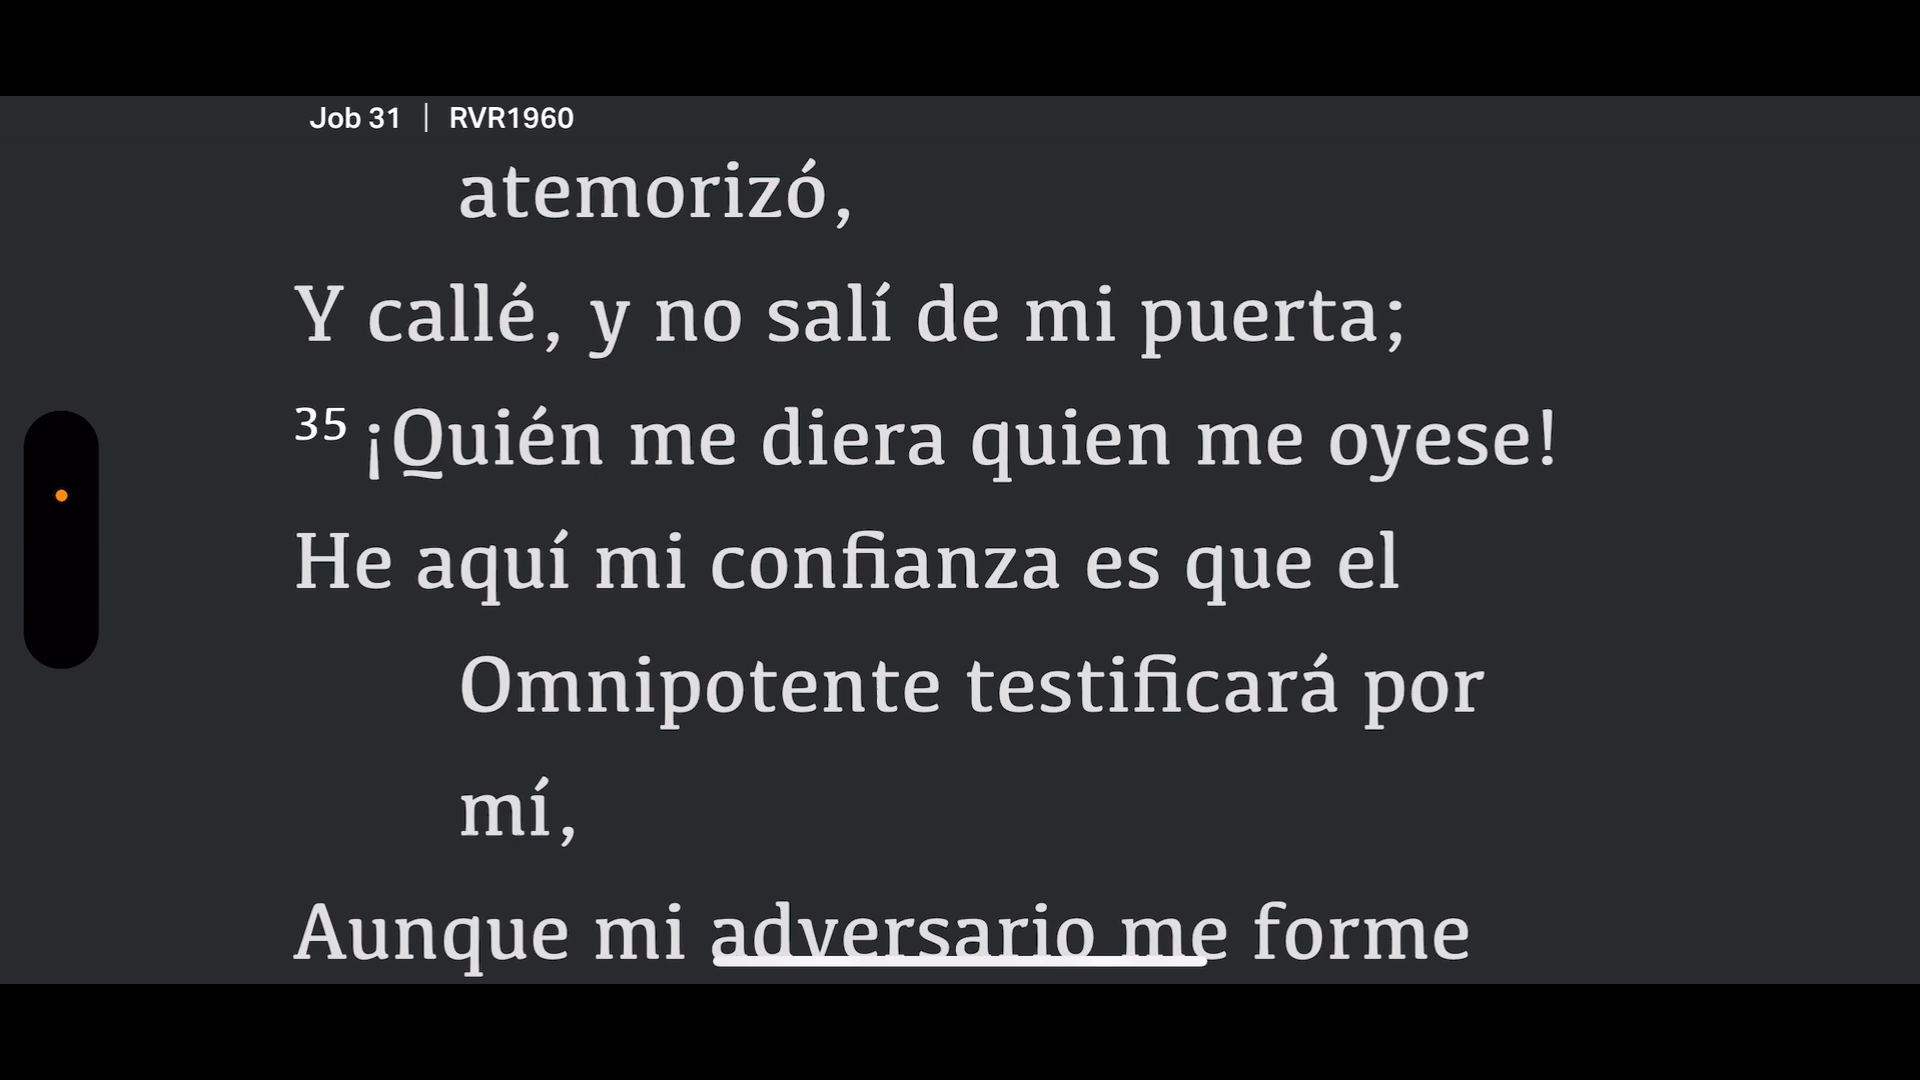 Job 31 | RVR1960
atemorizó,
Y callé, y no salí de mi puerta;
35 ¡Quién me diera quien me oyese!
He aquí mi confianza es que el
Omnipotente testificará por
mí,
Aunque mi adversario me forme